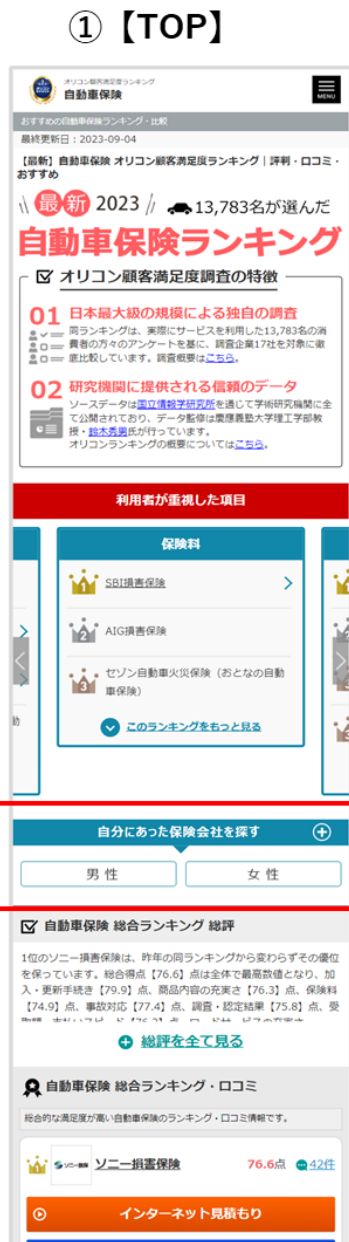 ①【TOP】
オリコン顧客満足度ランキング
自動車保険
MENU
おすすめの自動車保険ランキング・比較
最終更新日：2023-09-04
【最新】自動車保険 オリコン顧客満足度ランキング｜評判・口コミ・
おすすめ
最新 2023 13,783名が選んだ
自動車保険ランキング
オリコン顧客満足度調査の特徴
01 日本最大級の規模による独自の調査
同ランキングは、実際にサービスを利用した13,783名の消
費者の方々のアンケートを基に、調査企業17社を対象に徹
底比較しています。調査概要はこちら。
02 研究機関に提供される信頼のデータ
ソースデータは国立情報学研究所を通じて学術研究機関に全
て公開されており、データ監修は慶應義塾大学理工学部教
授・鈴木秀男氏が行っています。
オリコンランキングの概要についてはこちら。
利用者が重視した項目
保険料
1 SBI損害保険
2 AIG損害保険
3 セゾン自動車火災保険（おとなの自動
車保険）
このランキングをもっと見る
自分にあった保険会社を探す
男性 女性
自動車保険 総合ランキング 総評
1位のソニー損害保険は、昨年の同ランキングから変わらずその優位
を保っています。総合得点【76.6】点は全体で最高数値となり、加
入・更新手続き【79.9】点、商品内容の充実さ【76.3】点、保険料
【74.9】点、事故対応【77.4】点、調査・認定結果【75.8】点、受
総評を全て見る
自動車保険 総合ランキング・口コミ
総合的な満足度が高い自動車保険のランキング・口コミ情報です。
1 ソニー損保 ソニー損害保険 76.6点 42件
インターネット見積もり